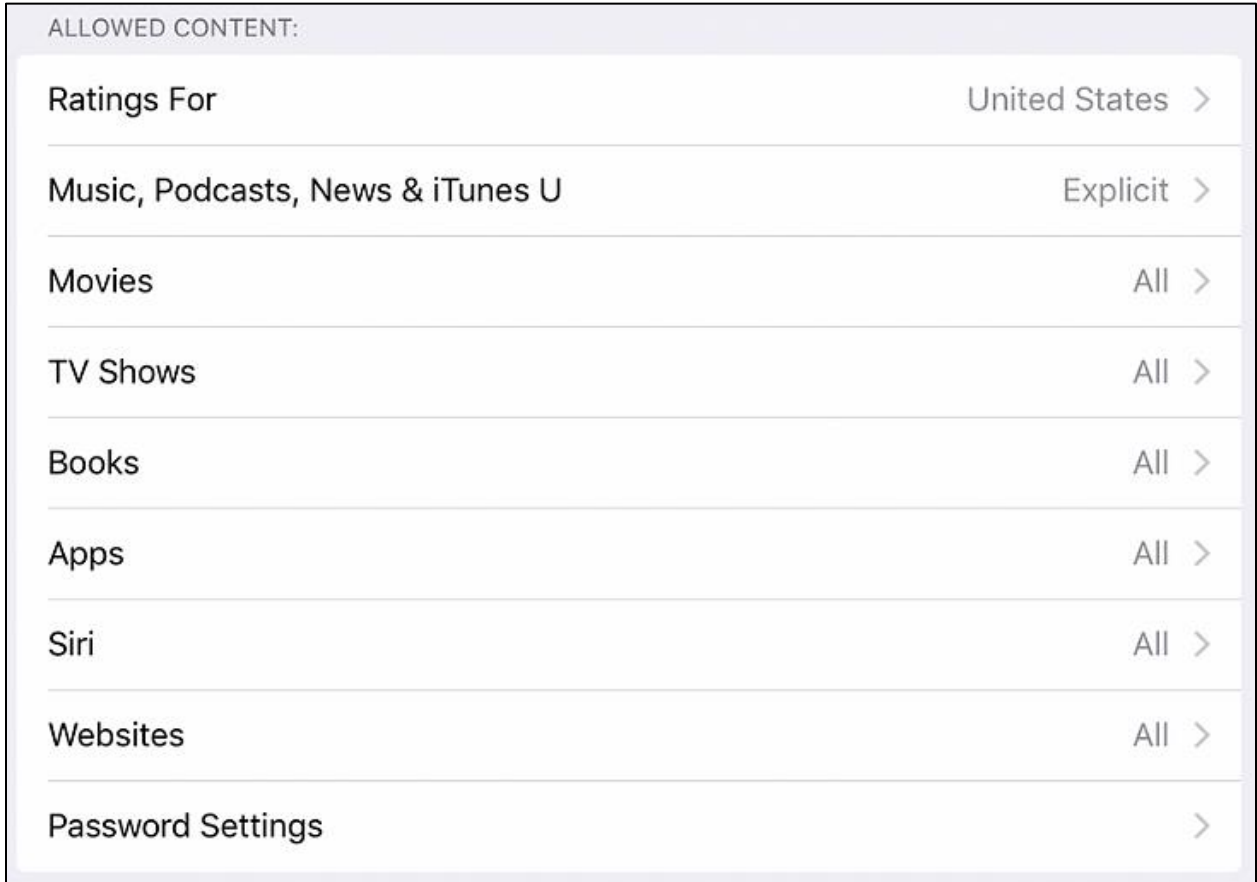 ALLOWED CONTENT:
Ratings For United States
Music, Podcasts, News & iTunes U Explicit
Movies All
TV Shows All
Books All
Apps All
Siri All
Websites All
Password Settings